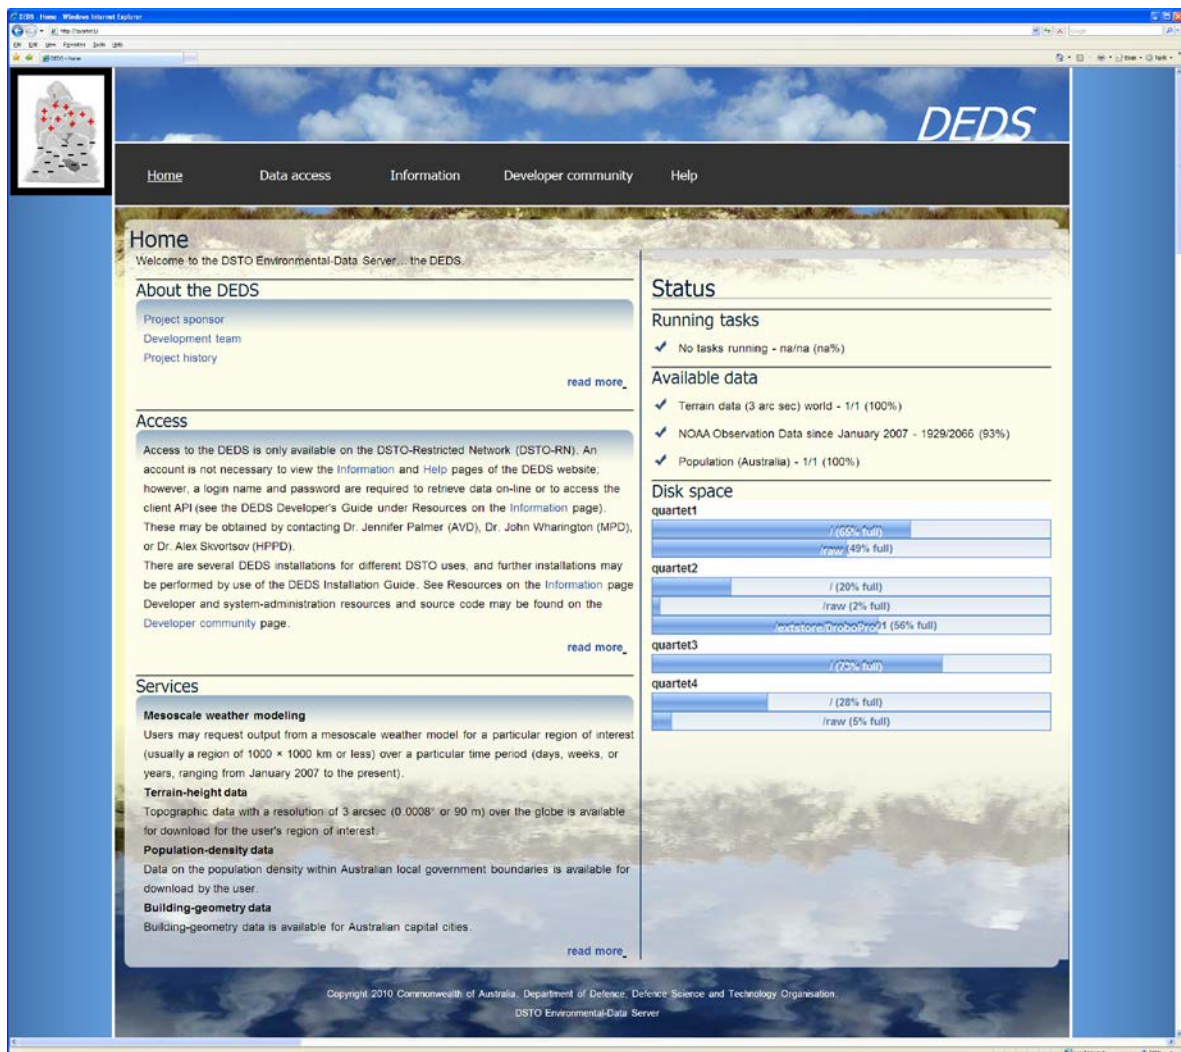 DEDS - Home - Windows Internet Explorer
http://quartet1/
File Edit View Favorites Tools Help
DEDS - Home
DEDS
Home Data access Information Developer community Help
Home
Welcome to the DSTO Environmental-Data Server... the DEDS.
About the DEDS
Project sponsor
Development team
Project history
read more
Access
Access to the DEDS is only available on the DSTO-Restricted Network (DSTO-RN). An
account is not necessary to view the Information and Help pages of the DEDS website;
however, a login name and password are required to retrieve data on-line or to access the
client API (see the DEDS Developer's Guide under Resources on the Information page).
These may be obtained by contacting Dr. Jennifer Palmer (AVD), Dr. John Wharington (MPD),
or Dr. Alex Skvortsov (HPPD).
There are several DEDS installations for different DSTO uses, and further installations may
be performed by use of the DEDS Installation Guide. See Resources on the Information page
Developer and system-administration resources and source code may be found on the
Developer community page.
read more
Services
Mesoscale weather modeling
Users may request output from a mesoscale weather model for a particular region of interest
(usually a region of 1000 × 1000 km or less) over a particular time period (days, weeks, or
years, ranging from January 2007 to the present).
Terrain-height data
Topographic data with a resolution of 3 arcsec (0.0008° or 90 m) over the globe is available
for download for the user's region of interest.
Population-density data
Data on the population density within Australian local government boundaries is available for
download by the user.
Building-geometry data
Building-geometry data is available for Australian capital cities.
read more
Status
Running tasks
No tasks running - na/na (na%)
Available data
Terrain data (3 arc sec) world - 1/1 (100%)
NOAA Observation Data since January 2007 - 1929/2066 (93%)
Population (Australia) - 1/1 (100%)
Disk space
quartet1
/ (65% full)
/raw (49% full)
quartet2
/ (20% full)
/raw (2% full)
/extstore/DroboPro01 (56% full)
quartet3
/ (73% full)
quartet4
/ (28% full)
/raw (5% full)
Copyright 2010 Commonwealth of Australia. Department of Defence, Defence Science and Technology Organisation.
DSTO Environmental-Data Server